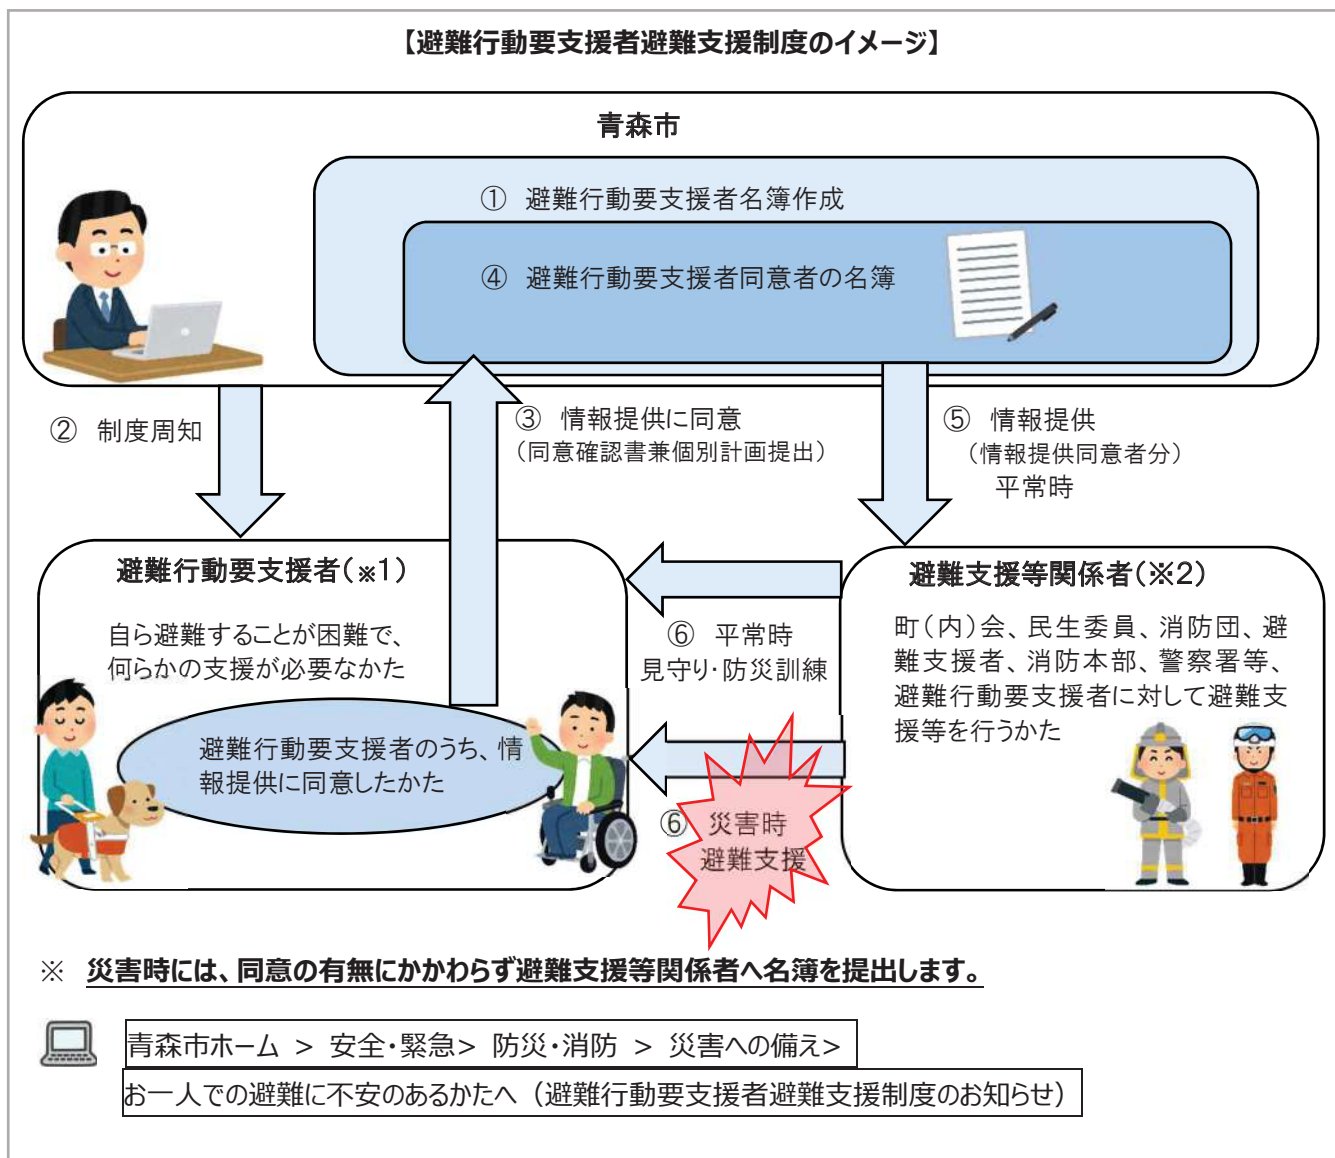 【避難行動要支援者避難支援制度のイメージ】
青森市
① 避難行動要支援者名簿作成
④ 避難行動要支援者同意者の名簿
② 制度周知
③ 情報提供に同意
（同意確認書兼個別計画提出）
⑤ 情報提供
（情報提供同意者分）
平常時
避難行動要支援者（※1）
自ら避難することが困難で、
何らかの支援が必要なかた
避難行動要支援者のうち、情
報提供に同意したかた
⑥ 平常時
見守り・防災訓練
⑥ 災害時
避難支援
避難支援等関係者（※2）
町（内）会、民生委員、消防団、避
難支援者、消防本部、警察署等、
避難行動要支援者に対して避難支
援等を行うかた
※ 災害時には、同意の有無にかかわらず避難支援等関係者へ名簿を提出します。
青森市ホーム ＞ 安全・緊急＞ 防災・消防 ＞ 災害への備え＞
お一人での避難に不安のあるかたへ（避難行動要支援者避難支援制度のお知らせ）